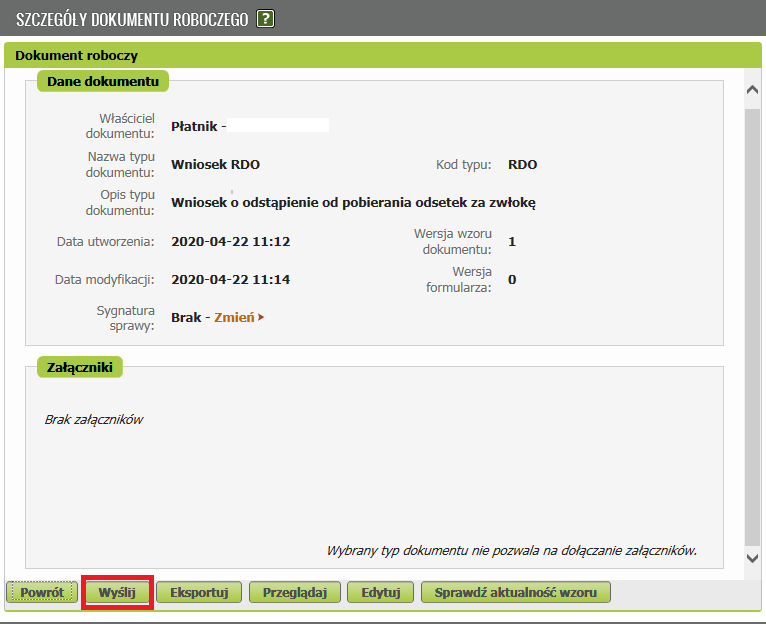 SZCZEGÓŁY DOKUMENTU ROBOCZEGO ?
Dokument roboczy
Dane dokumentu
Właściciel dokumentu: Płatnik -
Nazwa typu dokumentu: Wniosek RDO Kod typu: RDO
Opis typu dokumentu: Wniosek o odstąpienie od pobierania odsetek za zwłokę
Data utworzenia: 2020-04-22 11:12 Wersja wzoru dokumentu: 1
Data modyfikacji: 2020-04-22 11:14 Wersja formularza: 0
Sygnatura sprawy: Brak - Zmień
Załączniki
Brak załączników
Wybrany typ dokumentu nie pozwala na dołączanie załączników.
Powrót Wyślij Eksportuj Przeglądaj Edytuj Sprawdź aktualność wzoru